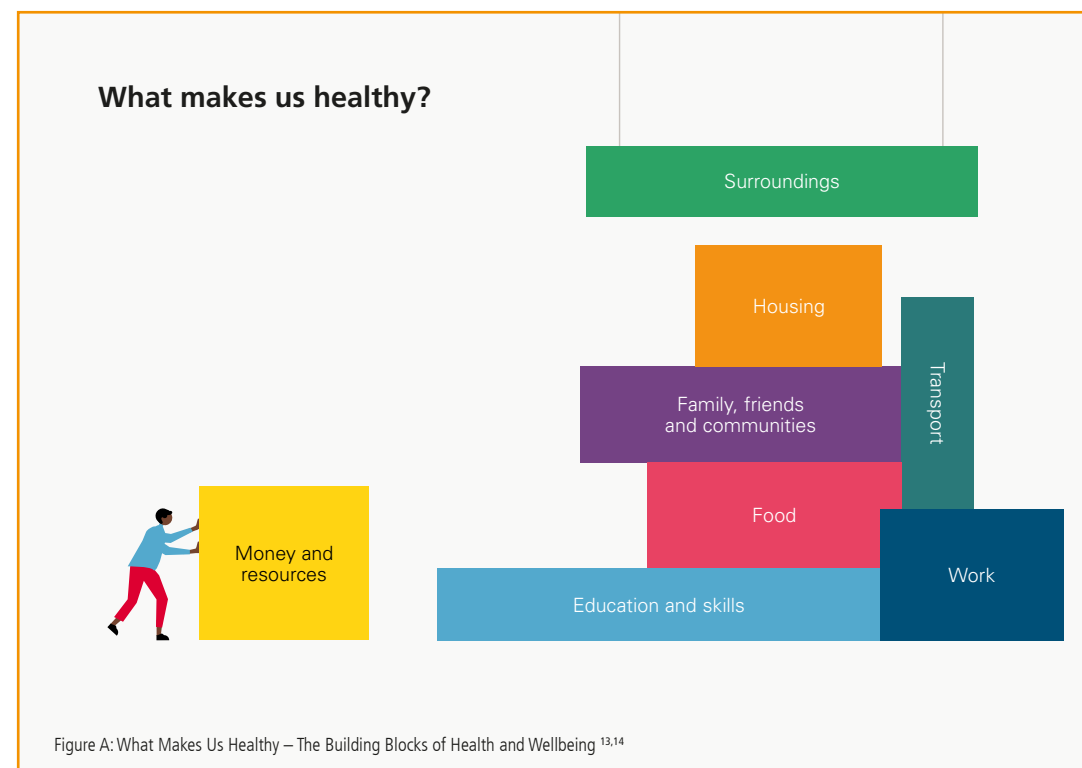 What makes us healthy?
Surroundings
Housing
Transport
Family, friends
and communities
Food
Money and
resources
Work
Education and skills
Figure A: What Makes Us Healthy – The Building Blocks of Health and Wellbeing 13,14